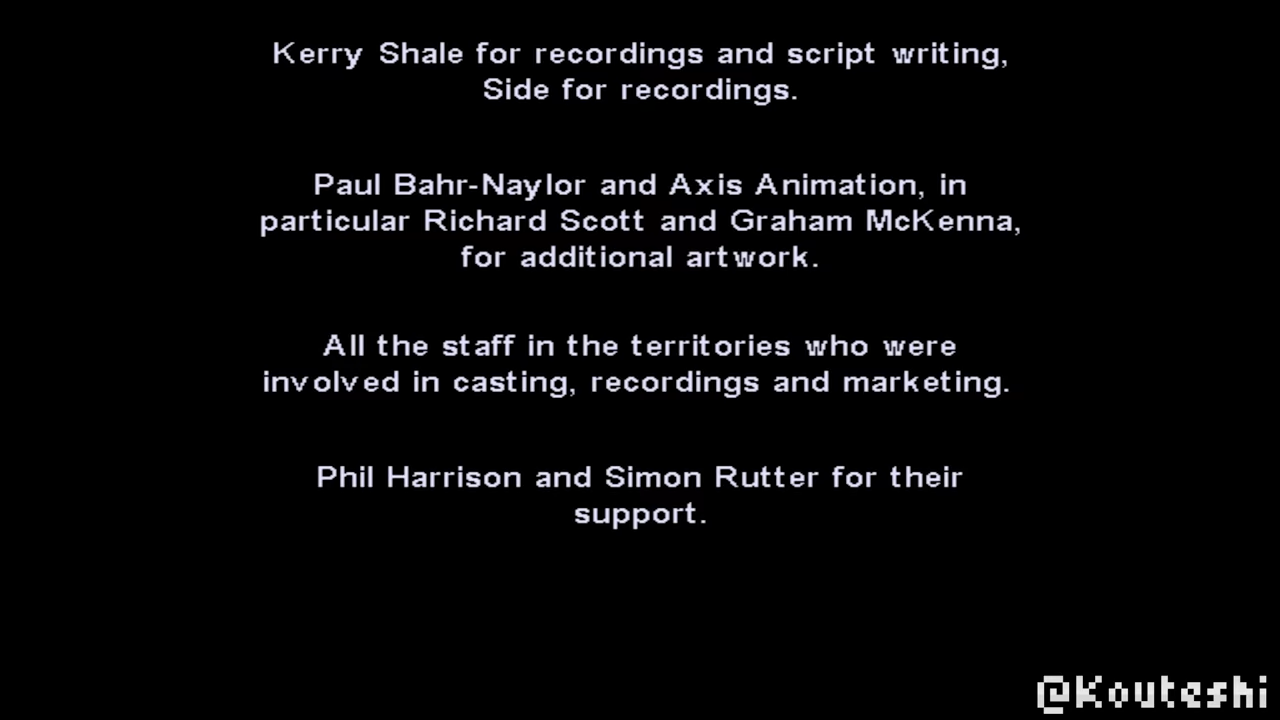 Kerry Shale for recordings and script writing,
Side for recordings.
Paul Bahr-Naylor and Axis Animation, in
particular Richard Scott and Graham McKenna,
for additional artwork.
All the staff in the territories who were
involved in casting, recordings and marketing.
Phil Harrison and Simon Rutter for their
support.
@Kouteshi